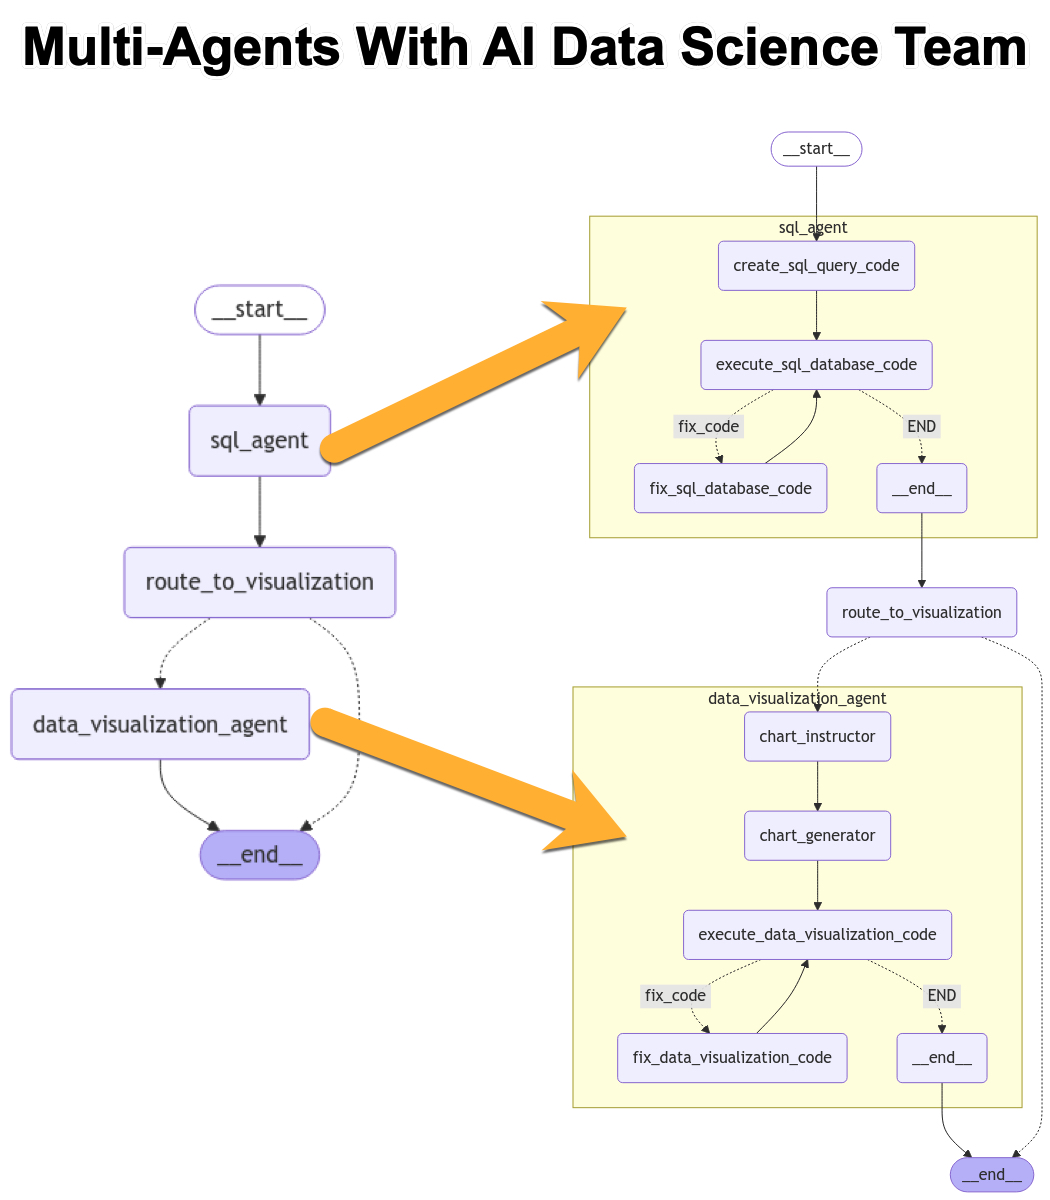 Multi-Agents With AI Data Science Team
__start__
sql_agent
route_to_visualization
data_visualization_agent
__end__
__start__
sql_agent
create_sql_query_code
execute_sql_database_code
fix_code
END
fix_sql_database_code
__end__
route_to_visualization
data_visualization_agent
chart_instructor
chart_generator
execute_data_visualization_code
fix_code
END
fix_data_visualization_code
__end__
__end__